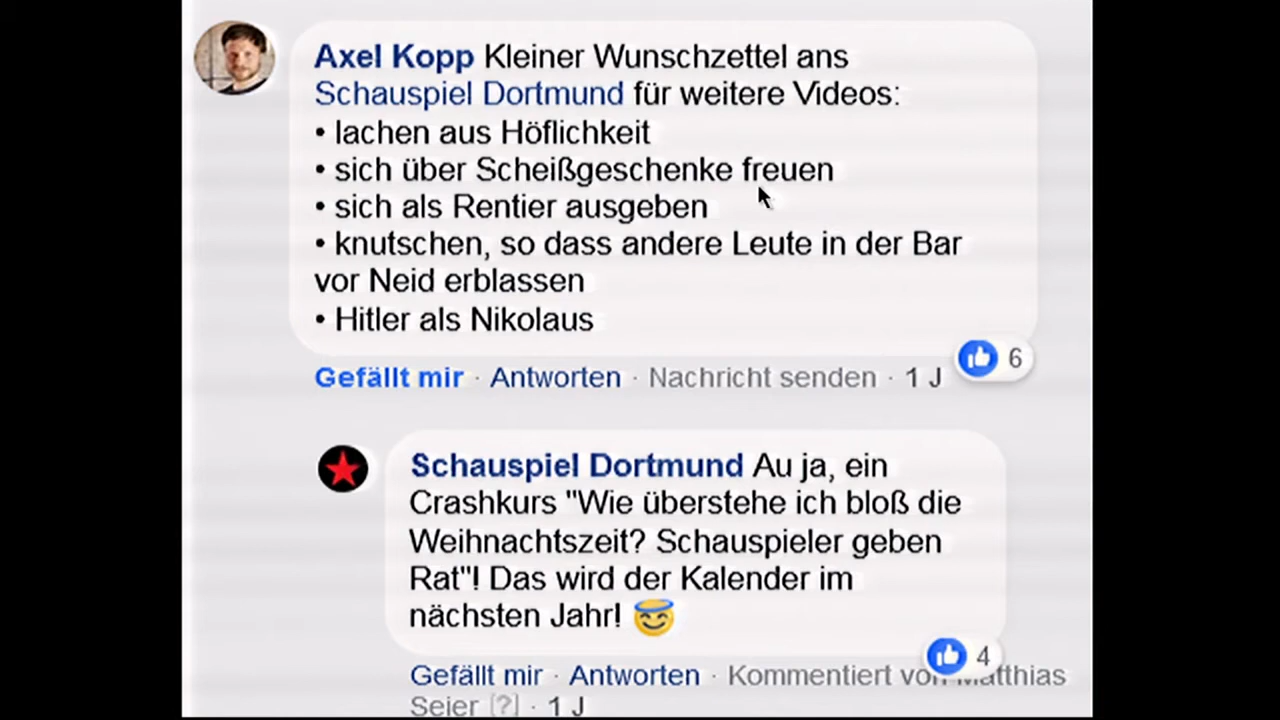 Axel Kopp Kleiner Wunschzettel ans
Schauspiel Dortmund für weitere Videos:
• lachen aus Höflichkeit
• sich über Scheißgeschenke freuen
• sich als Rentier ausgeben
• knutschen, so dass andere Leute in der Bar
vor Neid erblassen
• Hitler als Nikolaus
6
Gefällt mir · Antworten · Nachricht senden · 1 J
Schauspiel Dortmund Au ja, ein
Crashkurs "Wie überstehe ich bloß die
Weihnachtszeit? Schauspieler geben
Rat"! Das wird der Kalender im
nächsten Jahr! 😇
4
Gefällt mir · Antworten · Kommentiert von Matthias
Seier [?] · 1 J